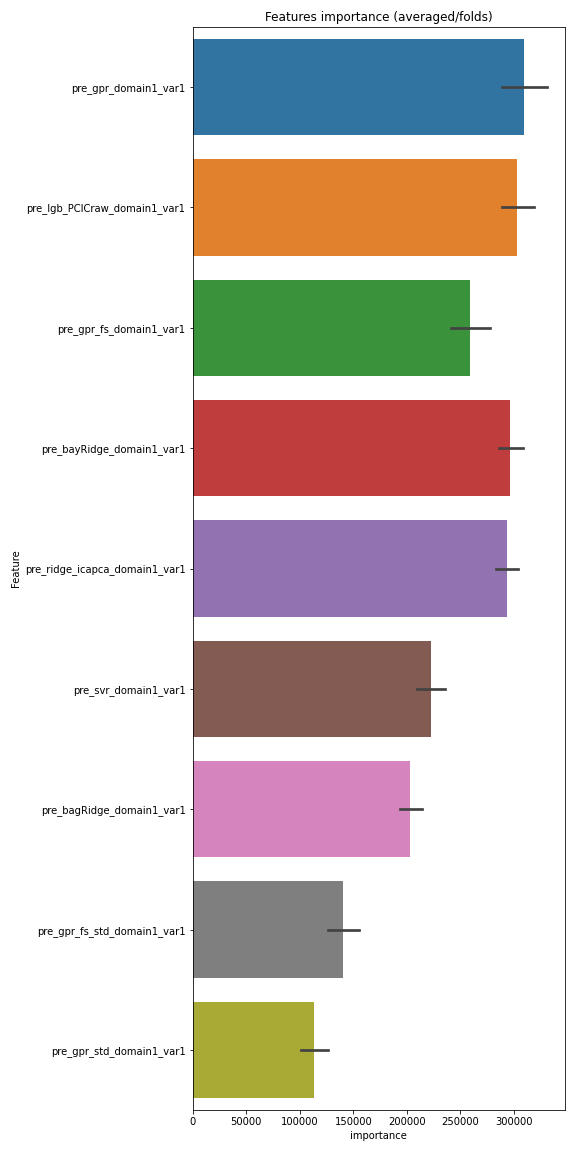 Features importance (averaged/folds)
pre_gpr_domain1_var1
pre_lgb_PCICraw_domain1_var1
pre_gpr_fs_domain1_var1
pre_bayRidge_domain1_var1
pre_ridge_icapca_domain1_var1
pre_svr_domain1_var1
pre_bagRidge_domain1_var1
pre_gpr_fs_std_domain1_var1
pre_gpr_std_domain1_var1
Feature
0 50000 100000 150000 200000 250000 300000
importance